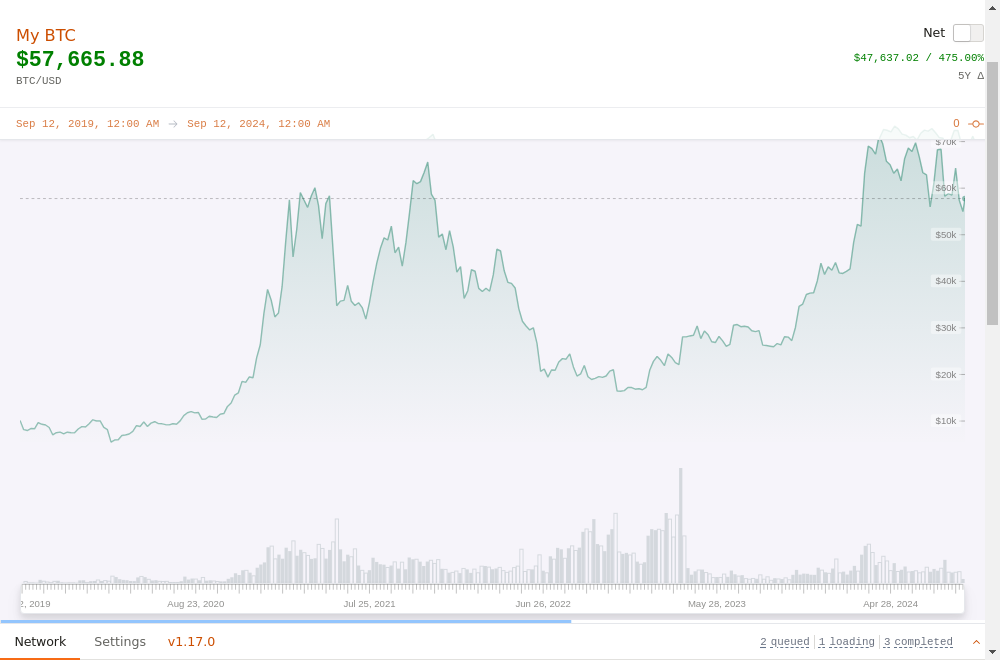 My BTC
Net
$57,665.88
$47,637.02 / 475.00%
BTC/USD
5Y Δ
Sep 12, 2019, 12:00 AM → Sep 12, 2024, 12:00 AM
0
$70k
$60k
$50k
$40k
$30k
$20k
$10k
2, 2019 Aug 23, 2020 Jul 25, 2021 Jun 26, 2022 May 28, 2023 Apr 28, 2024
Network Settings v1.17.0 2 queued 1 loading 3 completed